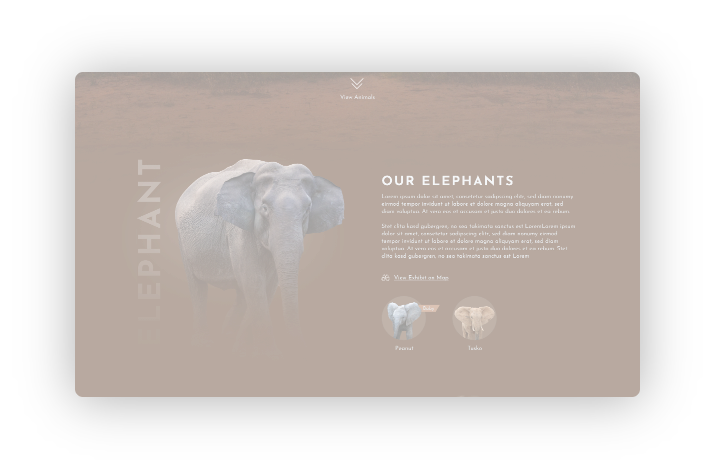 View Animals
ELEPHANT
OUR ELEPHANTS
Lorem ipsum dolor sit amet, consetetur sadipscing elitr, sed diam nonumy
eirmod tempor invidunt ut labore et dolore magna aliquyam erat, sed
diam voluptua. At vero eos et accusam et justo duo dolores et ea rebum.
Stet clita kasd gubergren, no sea takimata sanctus est Lorem ipsum
dolor sit amet, consetetur sadipscing elitr, sed diam nonumy eirmod
tempor invidunt ut labore et dolore magna aliquyam erat, sed diam
voluptua. At vero eos et accusam et justo duo dolores et ea rebum. Stet
clita kasd gubergren, no sea takimata sanctus est Lorem
View Exhibit on Map
Peanut